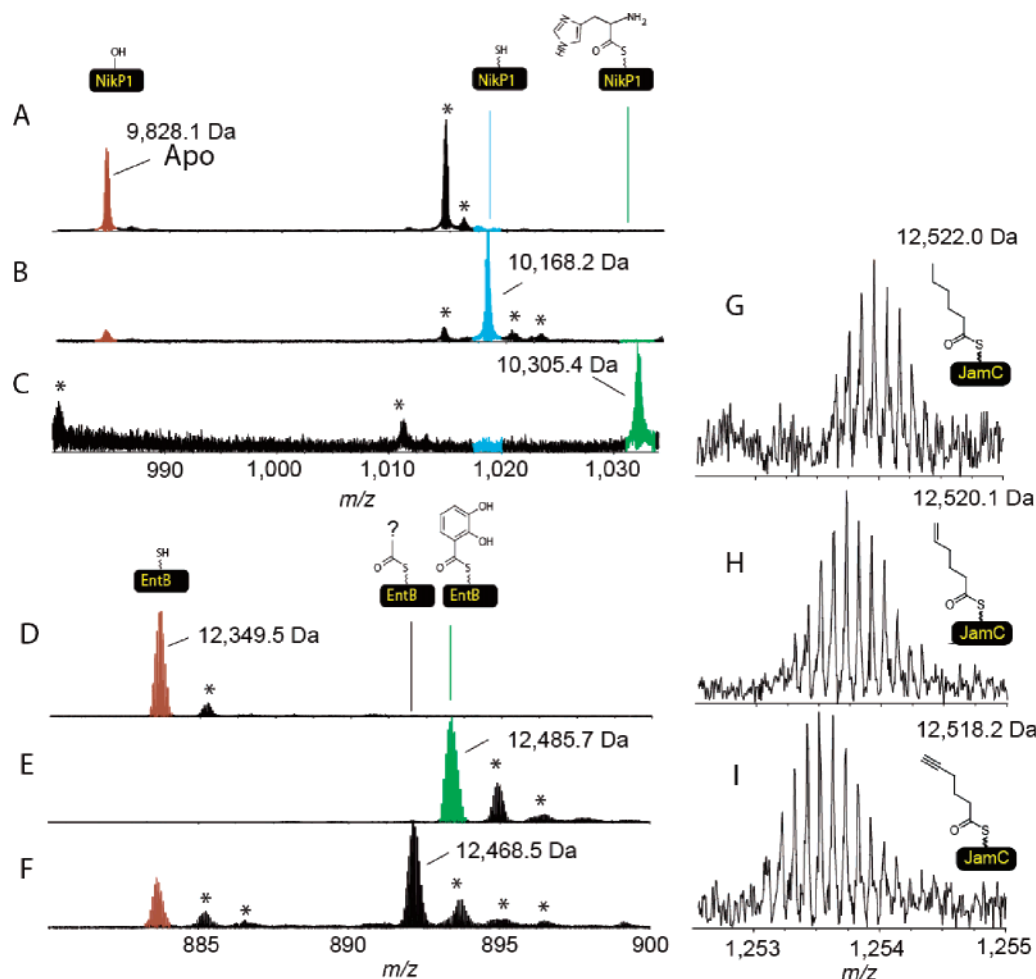 OH
NikP1
SH
NikP1
N
N
NH₂
O
S
NikP1
A
9,828.1 Da
Apo
*
*
B
10,168.2 Da
*
*
*
C
10,305.4 Da
*
*
990
1,000
1,010
1,020
1,030
m/z
SH
EntB
?
O
S
EntB
OH
OH
O
S
EntB
D
12,349.5 Da
*
E
12,485.7 Da
*
*
F
12,468.5 Da
*
*
*
*
*
885
890
895
900
m/z
G
12,522.0 Da
O
S
JamC
H
12,520.1 Da
O
S
JamC
I
12,518.2 Da
O
S
JamC
1,253
1,254
1,255
m/z